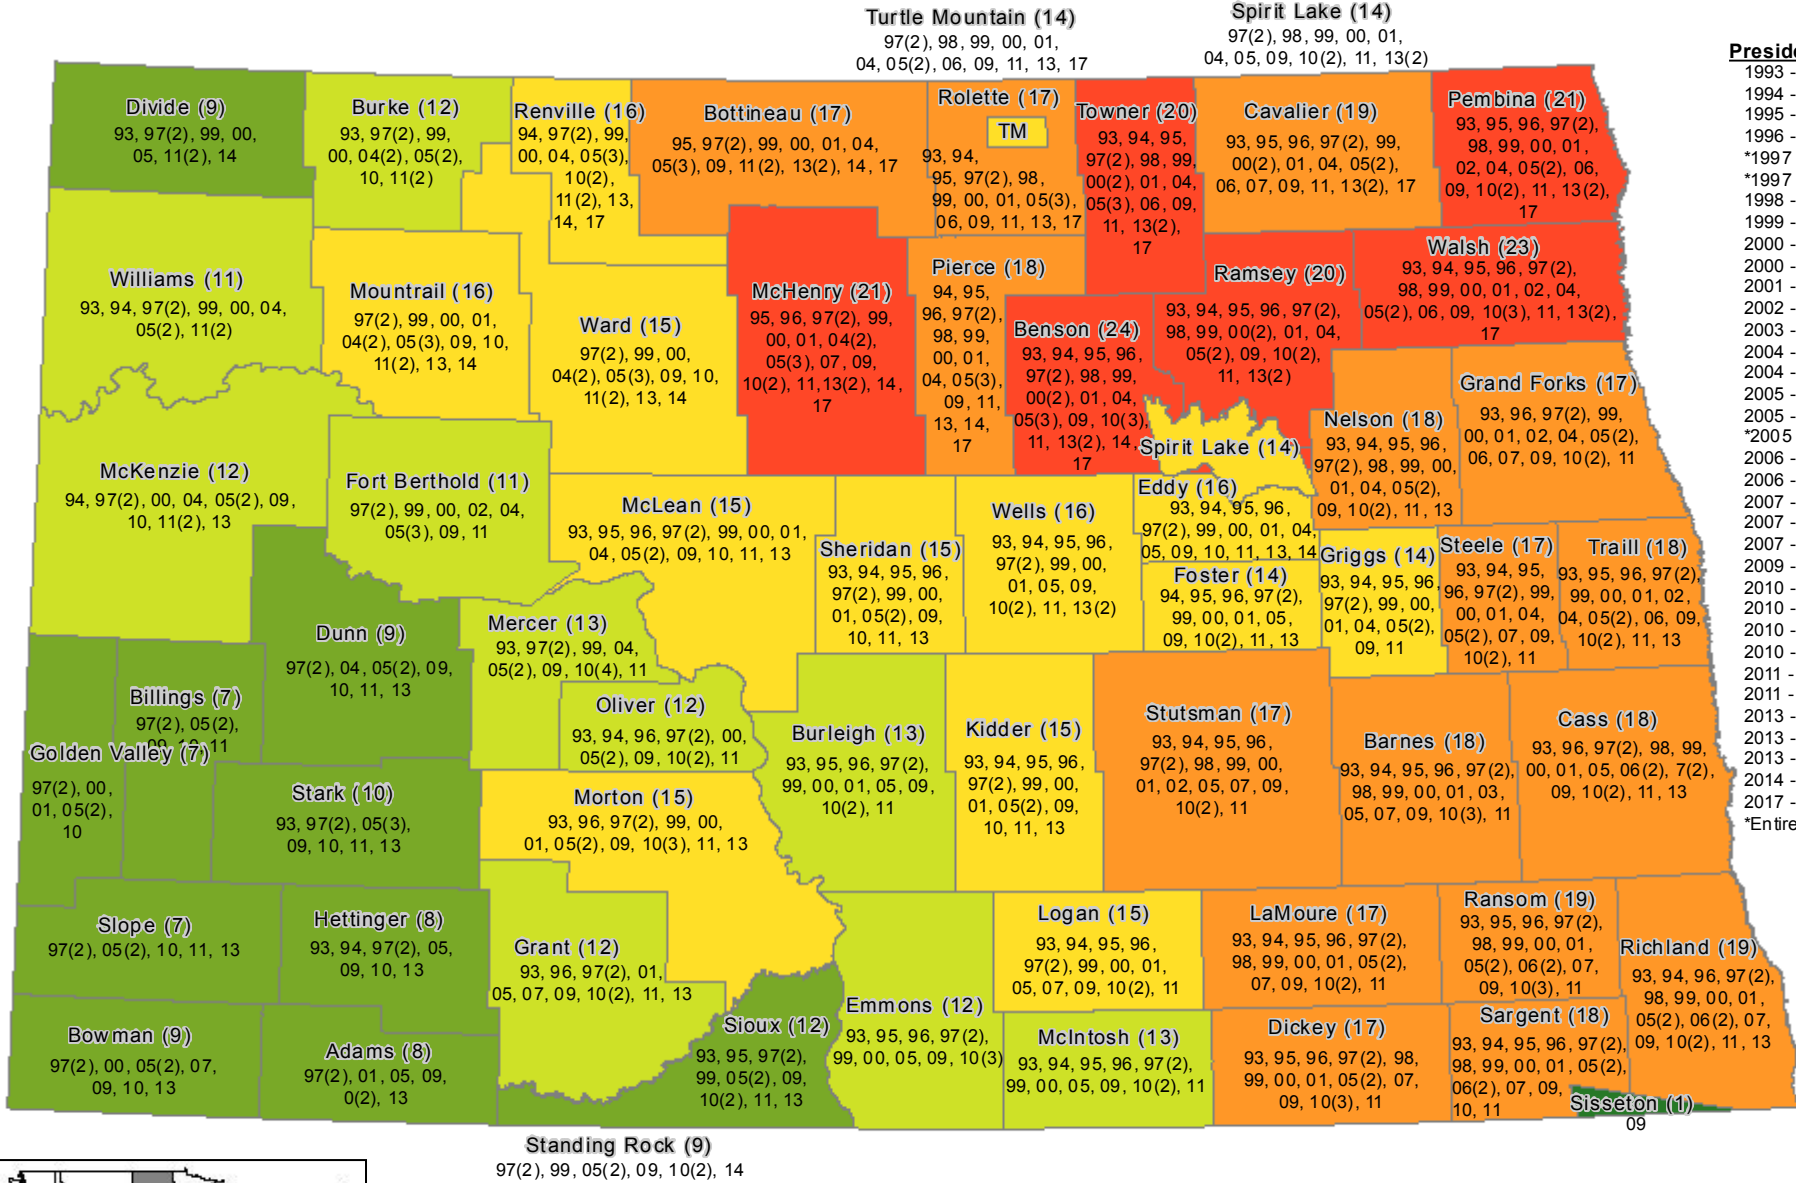 Turtle Mountain (14)
97(2), 98, 99, 00, 01,
04, 05(2), 06, 09, 11, 13, 17
Spirit Lake (14)
97(2), 98, 99, 00, 01,
04, 05, 09, 10(2), 11, 13(2)
Divide (9)
93, 97(2), 99, 00,
05, 11(2), 14
Burke (12)
93, 97(2), 99,
00, 04(2), 05(2),
10, 11(2)
Renville (16)
94, 97(2), 99,
00, 04, 05(3),
10(2),
11(2), 13,
14, 17
Bottineau (17)
95, 97(2), 99, 00, 01, 04,
05(3), 09, 11(2), 13(2), 14, 17
Rolette (17)
TM
93, 94,
95, 97(2), 98,
99, 00, 01, 05(3),
06, 09, 11, 13, 17
Towner (20)
93, 94, 95,
97(2), 98, 99,
00(2), 01, 04,
05(3), 06, 09,
11, 13(2),
17
Cavalier (19)
93, 95, 96, 97(2), 99,
00(2), 01, 04, 05(2),
06, 07, 09, 11, 13(2), 17
Pembina (21)
93, 95, 96, 97(2),
98, 99, 00, 01,
02, 04, 05(2), 06,
09, 10(2), 11, 13(2),
17
Williams (11)
93, 94, 97(2), 99, 00, 04,
05(2), 11(2)
Mountrail (16)
97(2), 99, 00, 01,
04(2), 05(3), 09, 10,
11(2), 13, 14
Ward (15)
97(2), 99, 00,
04(2), 05(3), 09, 10,
11(2), 13, 14
McHenry (21)
95, 96, 97(2), 99,
00, 01, 04(2),
05(3), 07, 09,
10(2), 11,13(2), 14,
17
Pierce (18)
94, 95,
96, 97(2),
98, 99,
00, 01,
04, 05(3),
09, 11,
13, 14,
17
Benson (24)
93, 94, 95, 96,
97(2), 98, 99,
00(2), 01, 04,
05(3), 09, 10(3),
11, 13(2), 14,
17
Ramsey (20)
93, 94, 95, 96, 97(2),
98, 99, 00(2), 01, 04,
05(2), 09, 10(2),
11, 13(2)
Walsh (23)
93, 94, 95, 96, 97(2),
98, 99, 00, 01, 02, 04,
05(2), 06, 09, 10(3), 11, 13(2),
17
Spirit Lake (14)
Nelson (18)
93, 94, 95, 96,
97(2), 98, 99, 00,
01, 04, 05(2),
09, 10(2), 11, 13
Grand Forks (17)
93, 96, 97(2), 99,
00, 01, 02, 04, 05(2),
06, 07, 09, 10(2), 11
McKenzie (12)
94, 97(2), 00, 04, 05(2), 09,
10, 11(2), 13
Fort Berthold (11)
97(2), 99, 00, 02, 04,
05(3), 09, 11
McLean (15)
93, 95, 96, 97(2), 99, 00, 01,
04, 05(2), 09, 10, 11, 13
Sheridan (15)
93, 94, 95, 96,
97(2), 99, 00,
01, 05(2), 09,
10, 11, 13
Wells (16)
93, 94, 95, 96,
97(2), 99, 00,
01, 05, 09,
10(2), 11, 13(2)
Eddy (16)
93, 94, 95, 96,
97(2), 99, 00, 01, 04,
05, 09, 10, 11, 13, 14
Foster (14)
94, 95, 96, 97(2),
99, 00, 01, 05,
09, 10(2), 11, 13
Griggs (14)
93, 94, 95, 96,
97(2), 99, 00,
01, 04, 05(2),
09, 11
Steele (17)
93, 94, 95,
96, 97(2), 99,
00, 01, 04,
05(2), 07, 09,
10(2), 11
Traill (18)
93, 95, 96, 97(2),
99, 00, 01, 02,
04, 05(2), 06, 09,
10(2), 11, 13
Dunn (9)
97(2), 04, 05(2), 09,
10, 11, 13
Mercer (13)
93, 97(2), 99, 04,
05(2), 09, 10(4), 11
Billings (7)
97(2), 05(2),
09, 10, 11
Golden Valley (7)
97(2), 00,
01, 05(2),
10
Stark (10)
93, 97(2), 05(3),
09, 10, 11, 13
Oliver (12)
93, 94, 96, 97(2), 00,
05(2), 09, 10(2), 11
Morton (15)
93, 96, 97(2), 99, 00,
01, 05(2), 09, 10(3), 11, 13
Burleigh (13)
93, 95, 96, 97(2),
99, 00, 01, 05, 09,
10(2), 11
Kidder (15)
93, 94, 95, 96,
97(2), 99, 00,
01, 05(2), 09,
10, 11, 13
Stutsman (17)
93, 94, 95, 96,
97(2), 98, 99, 00,
01, 02, 05, 07, 09,
10(2), 11
Barnes (18)
93, 94, 95, 96, 97(2),
98, 99, 00, 01, 03,
05, 07, 09, 10(3), 11
Cass (18)
93, 96, 97(2), 98, 99,
00, 01, 05, 06(2), 7(2),
09, 10(2), 11, 13
Slope (7)
97(2), 05(2), 10, 11, 13
Hettinger (8)
93, 94, 97(2), 05,
09, 10, 13
Grant (12)
93, 96, 97(2), 01,
05, 07, 09, 10(2), 11, 13
Bowman (9)
97(2), 00, 05(2), 07,
09, 10, 13
Adams (8)
97(2), 01, 05, 09,
0(2), 13
Sioux (12)
93, 95, 97(2),
99, 05(2), 09,
10(2), 11, 13
Emmons (12)
93, 95, 96, 97(2),
99, 00, 05, 09, 10(3)
Logan (15)
93, 94, 95, 96,
97(2), 99, 00, 01,
05, 07, 09, 10(2), 11
McIntosh (13)
93, 94, 95, 96, 97(2),
99, 00, 05, 09, 10(2), 11
LaMoure (17)
93, 94, 95, 96, 97(2),
98, 99, 00, 01, 05(2),
07, 09, 10(2), 11
Dickey (17)
93, 95, 96, 97(2), 98,
99, 00, 01, 05(2), 07,
09, 10(3), 11
Ransom (19)
93, 95, 96, 97(2),
98, 99, 00, 01,
05(2), 06(2), 07,
09, 10(3), 11
Sargent (18)
93, 94, 95, 96, 97(2),
98, 99, 00, 01, 05(2),
06(2), 07, 09,
10, 11
Richland (19)
93, 94, 96, 97(2),
98, 99, 00, 01,
05(2), 06(2), 07,
09, 10(2), 11, 13
Sisseton (1)
09
Standing Rock (9)
97(2), 99, 05(2), 09, 10(2), 14
Preside
1993 -
1994 -
1995 -
1996 -
*1997
*1997
1998 -
1999 -
2000 -
2000 -
2001 -
2002 -
2003 -
2004 -
2004 -
2005 -
2005 -
*2005
2006 -
2006 -
2007 -
2007 -
2007 -
2009 -
2010 -
2010 -
2010 -
2010 -
2011 -
2011 -
2013 -
2013 -
2013 -
2014 -
2017 -
*Entire